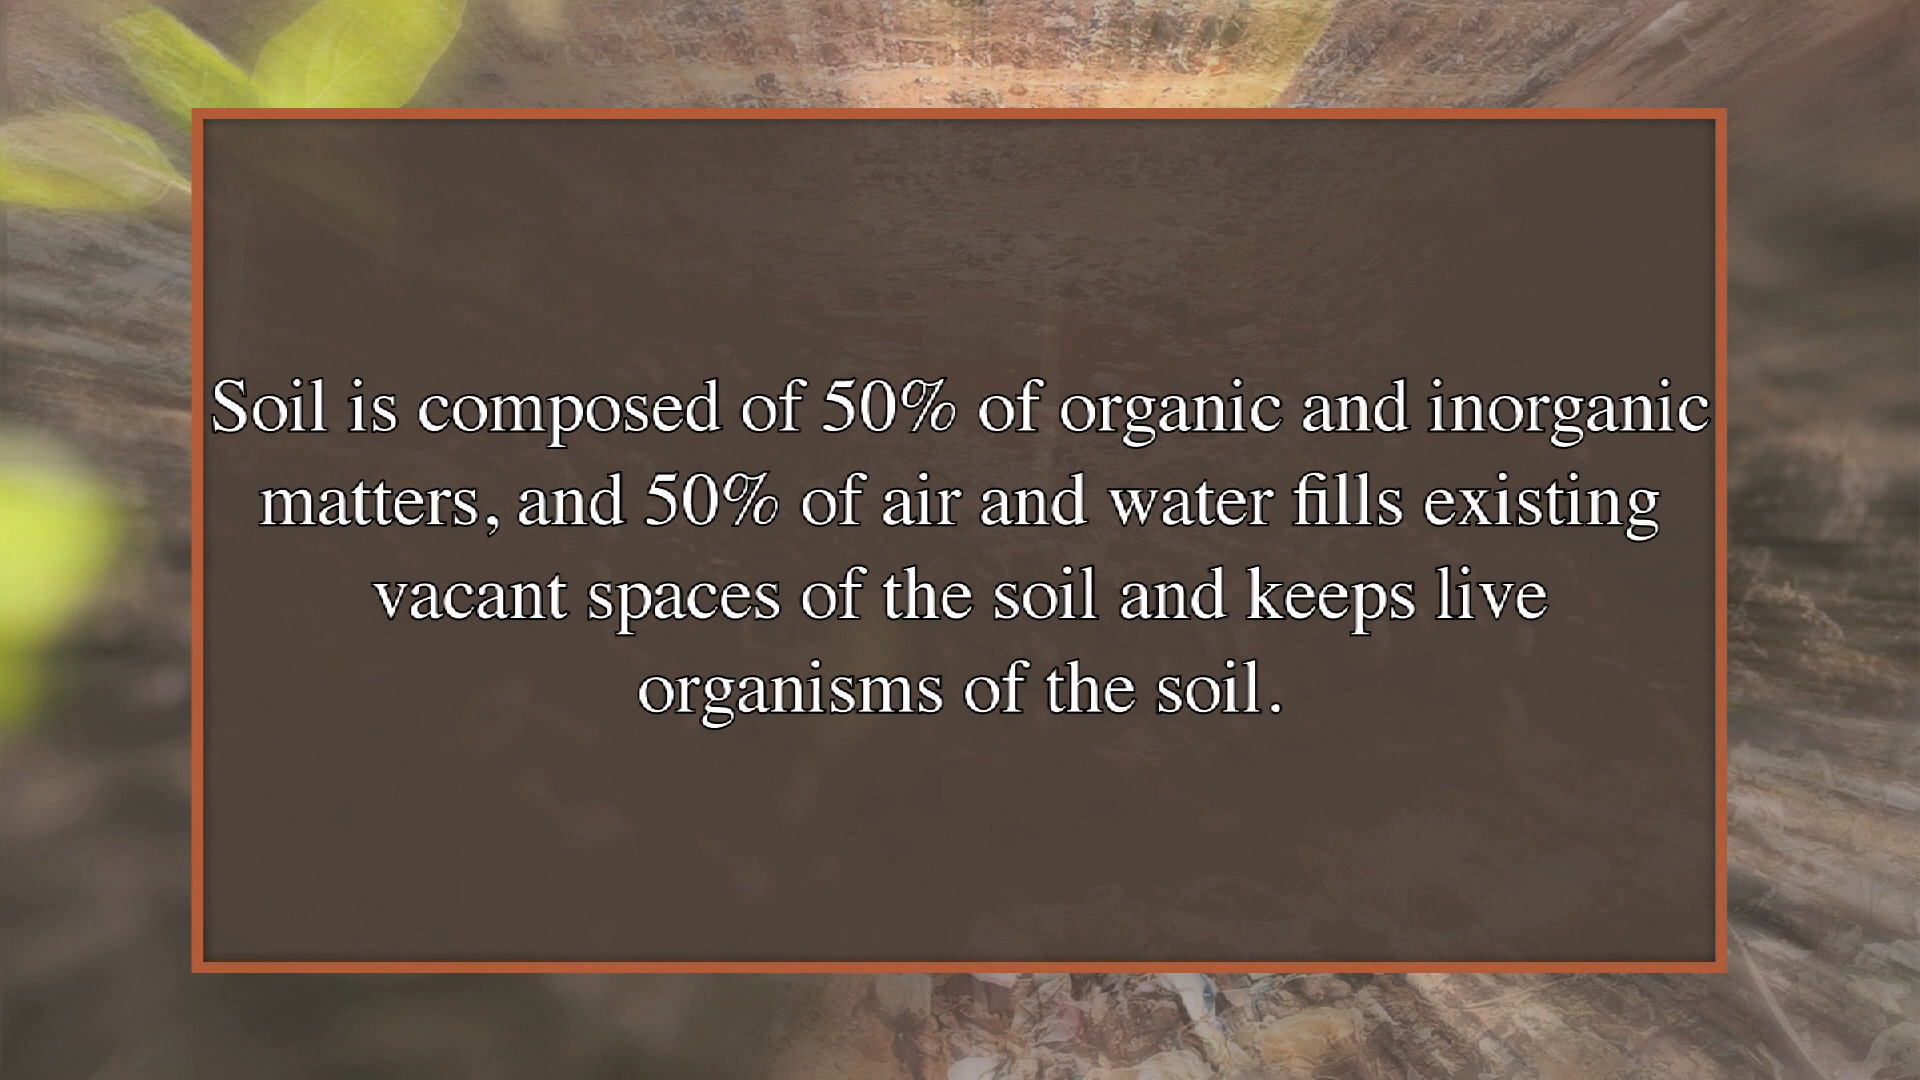 Soil is composed of 50% of organic and inorganic
matters, and 50% of air and water fills existing
vacant spaces of the soil and keeps live
organisms of the soil.